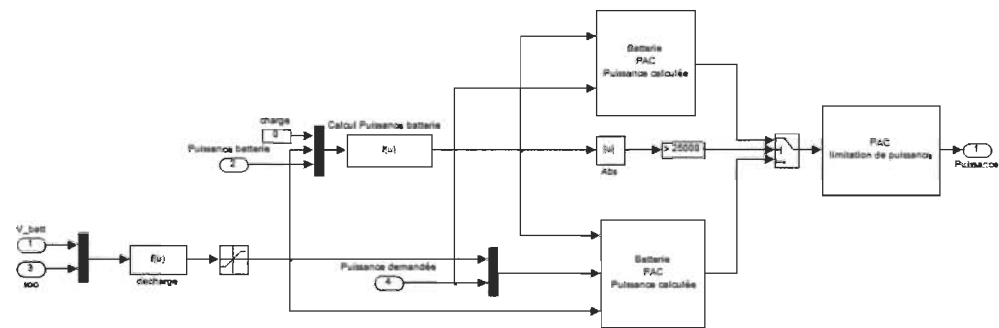 Batterie
PAC
Puissance calculée
charge
0
Calcul Puissance batterie
f(u)
Puissance batterie
2
|u|
Abs
> 25000
PAC
limitation de puissance
1
Puissance
V_batt
1
3
soc
f(u)
décharge
Puissance demandée
4
Batterie
PAC
Puissance calculée